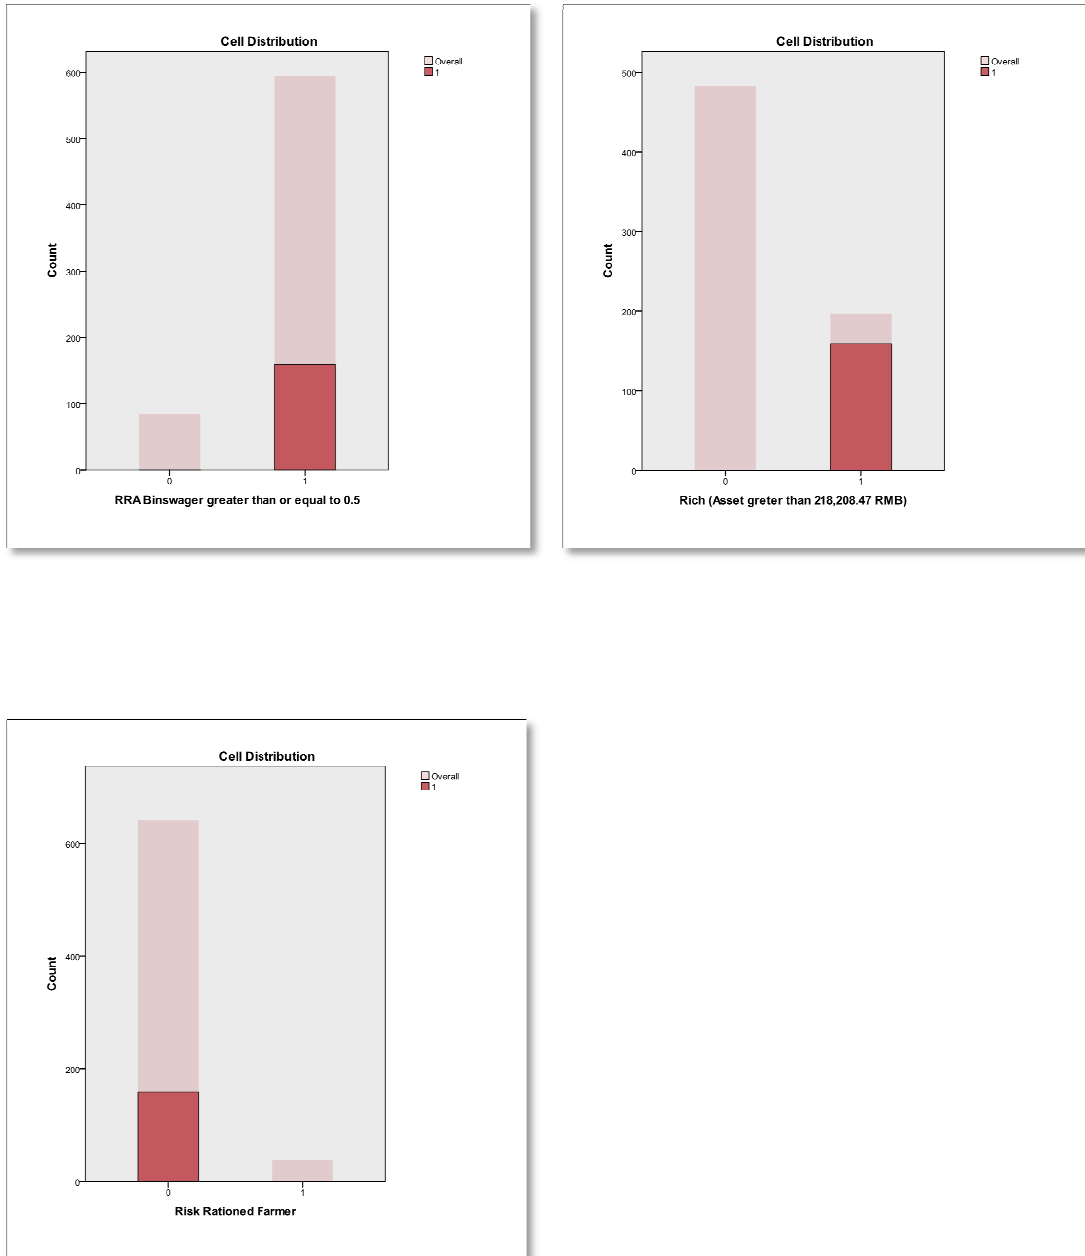 Cell Distribution
Overall
1
600
500
400
300
200
100
0
Count
0 1
RRA Binswager greater than or equal to 0.5
Cell Distribution
Overall
1
500
400
300
200
100
0
Count
0 1
Rich (Asset greter than 218,208.47 RMB)
Cell Distribution
Overall
1
600
400
200
0
Count
0 1
Risk Rationed Farmer